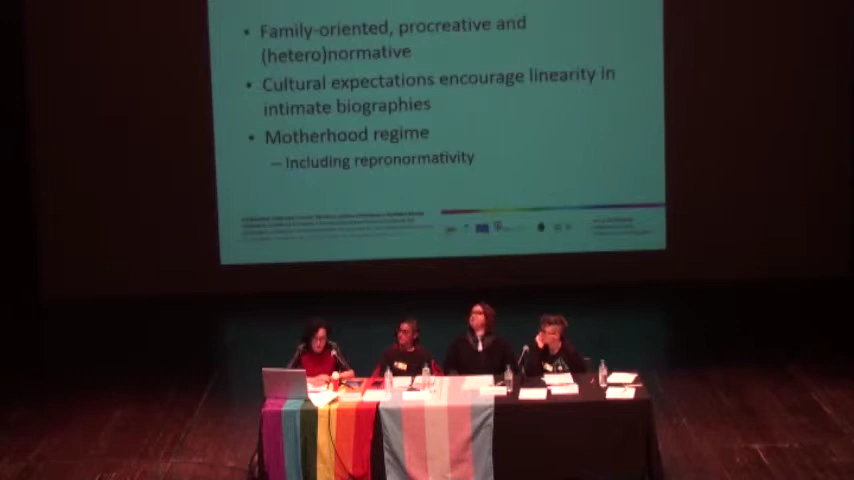 • Family-oriented, procreative and
(hetero)normative
• Cultural expectations encourage linearity in
intimate biographies
• Motherhood regime
– Including repronormativity